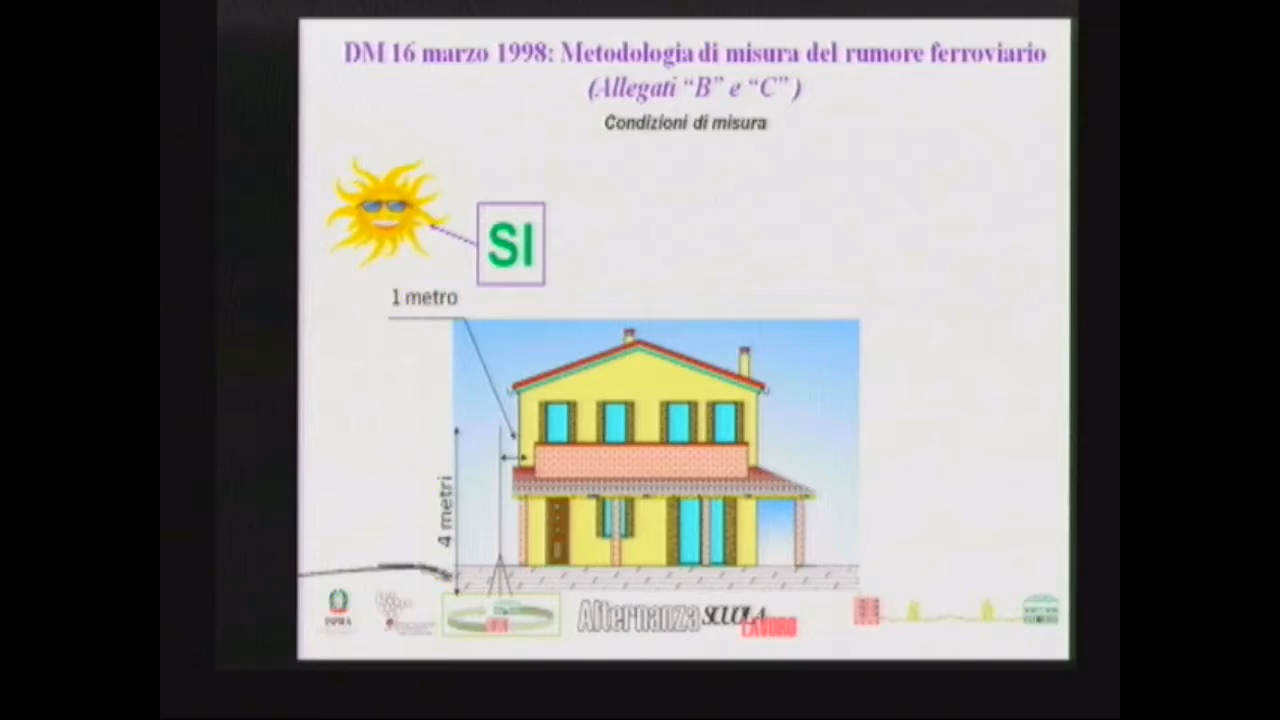 DM 16 marzo 1998: Metodologia di misura del rumore ferroviario
(Allegati “B” e “C” )
Condizioni di misura
SI
1 metro
4 metri
ISPRA
Alternanza SCUOLA
LAVORO